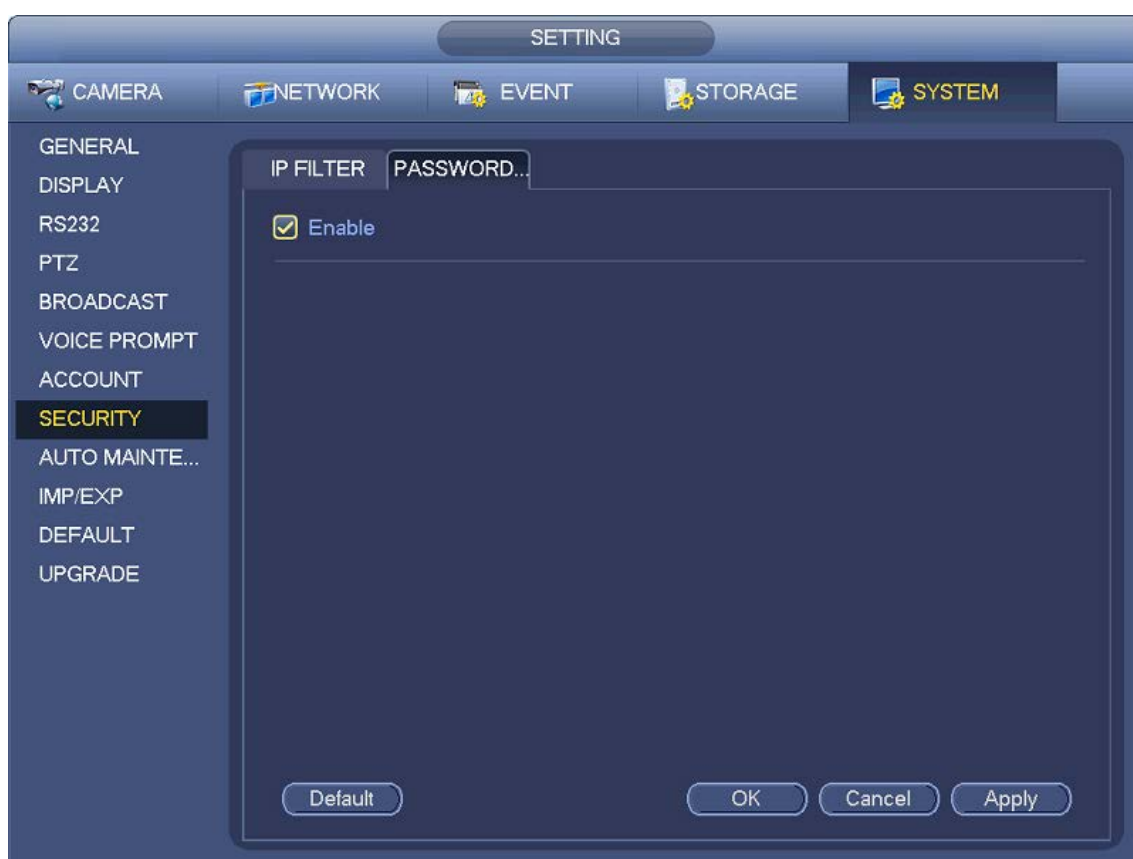 SETTING
CAMERA NETWORK EVENT STORAGE SYSTEM
GENERAL
DISPLAY
RS232
PTZ
BROADCAST
VOICE PROMPT
ACCOUNT
SECURITY
AUTO MAINTE...
IMP/EXP
DEFAULT
UPGRADE
IP FILTER PASSWORD...
Enable
Default OK Cancel Apply